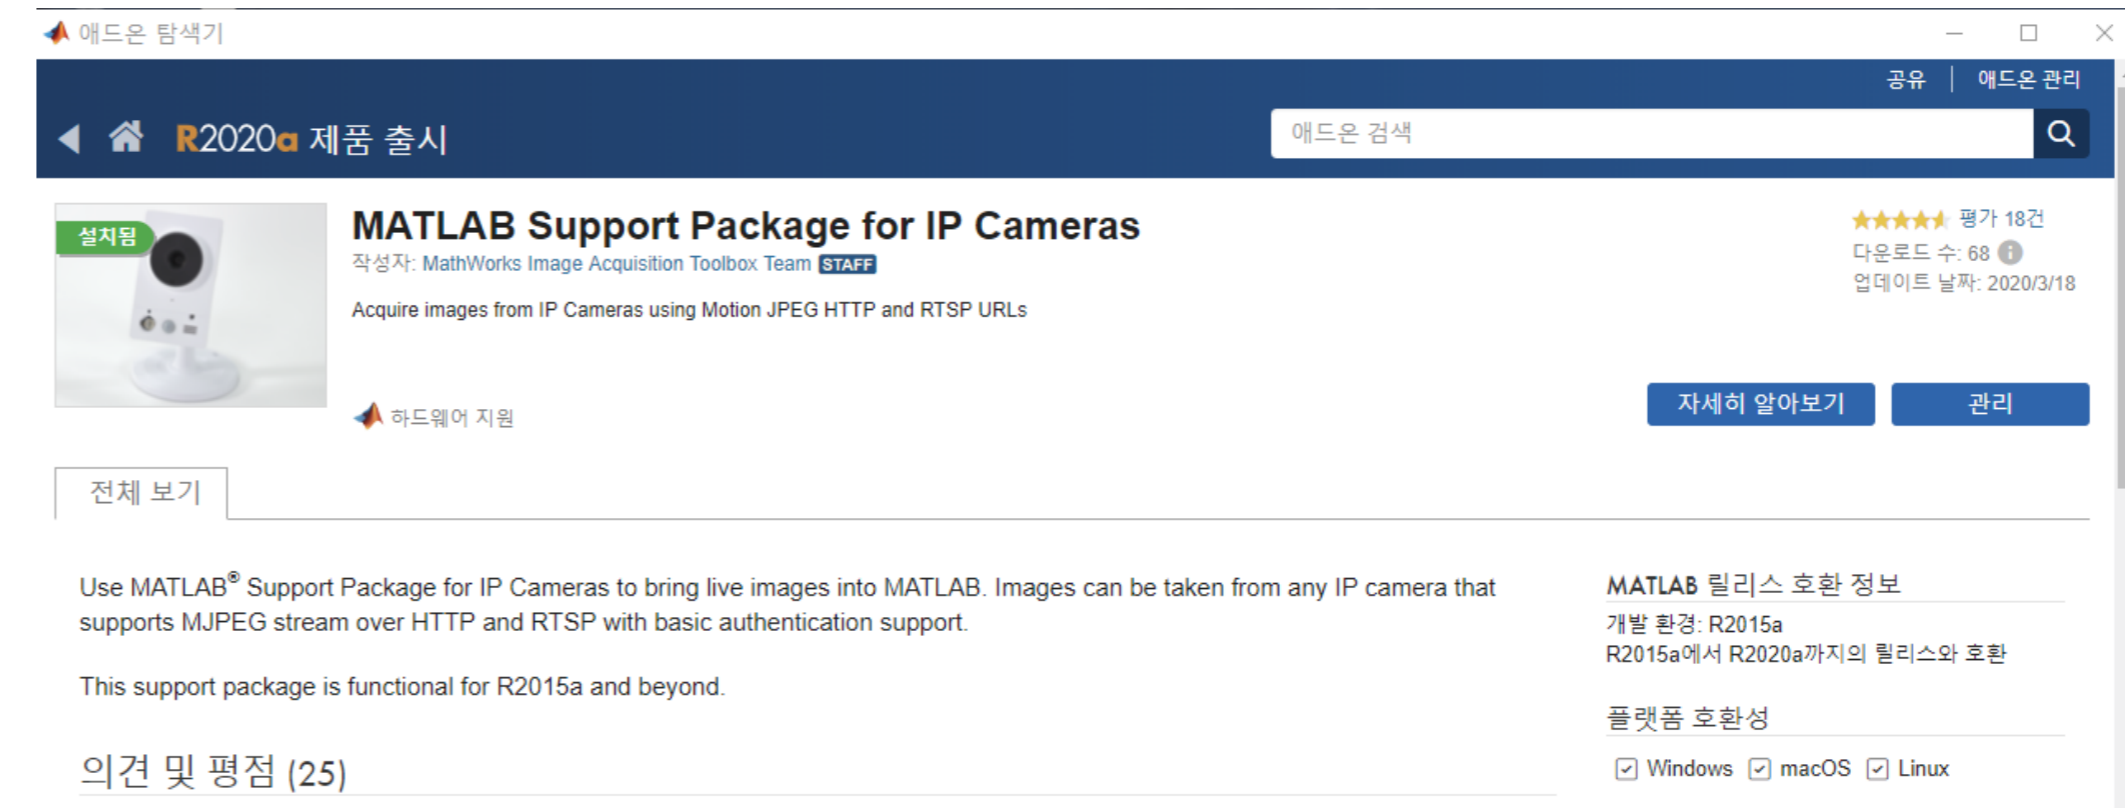 애드온 탐색기
공유 | 애드온 관리
R2020a 제품 출시
애드온 검색
설치됨
MATLAB Support Package for IP Cameras
작성자: MathWorks Image Acquisition Toolbox Team STAFF
Acquire images from IP Cameras using Motion JPEG HTTP and RTSP URLs
하드웨어 지원
평가 18건
다운로드 수: 68
업데이트 날짜: 2020/3/18
자세히 알아보기
관리
전체 보기
Use MATLAB® Support Package for IP Cameras to bring live images into MATLAB. Images can be taken from any IP camera that
supports MJPEG stream over HTTP and RTSP with basic authentication support.
This support package is functional for R2015a and beyond.
의견 및 평점 (25)
MATLAB 릴리스 호환 정보
개발 환경: R2015a
R2015a에서 R2020a까지의 릴리스와 호환
플랫폼 호환성
Windows macOS Linux